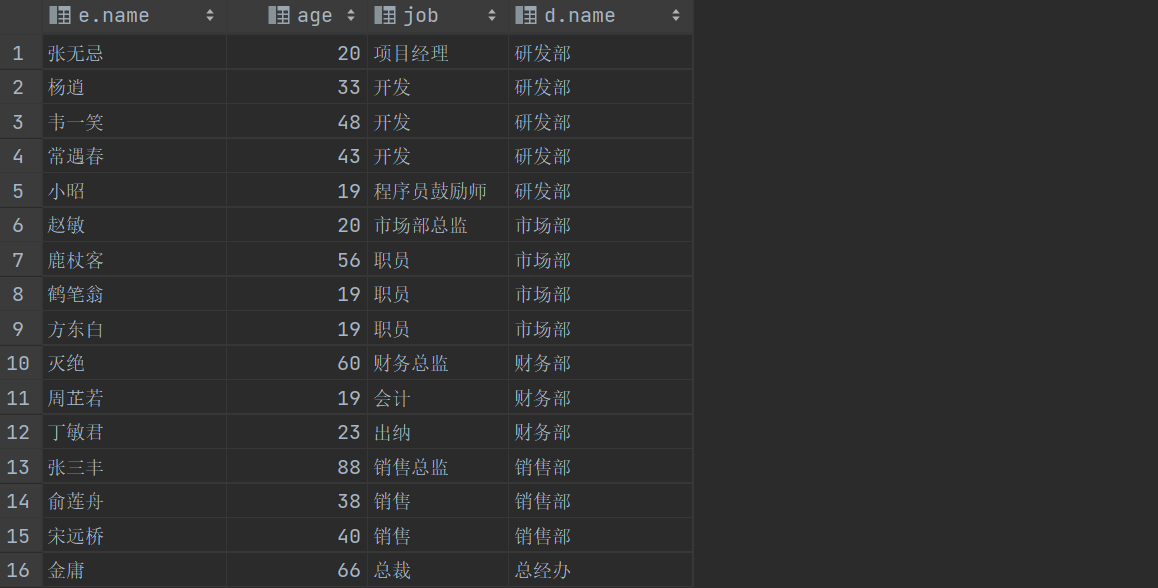 e.name age job d.name
1 张无忌 20 项目经理 研发部
2 杨逍 33 开发 研发部
3 韦一笑 48 开发 研发部
4 常遇春 43 开发 研发部
5 小昭 19 程序员鼓励师 研发部
6 赵敏 20 市场部总监 市场部
7 鹿杖客 56 职员 市场部
8 鹤笔翁 19 职员 市场部
9 方东白 19 职员 市场部
10 灭绝 60 财务总监 财务部
11 周芷若 19 会计 财务部
12 丁敏君 23 出纳 财务部
13 张三丰 88 销售总监 销售部
14 俞莲舟 38 销售 销售部
15 宋远桥 40 销售 销售部
16 金庸 66 总裁 总经办